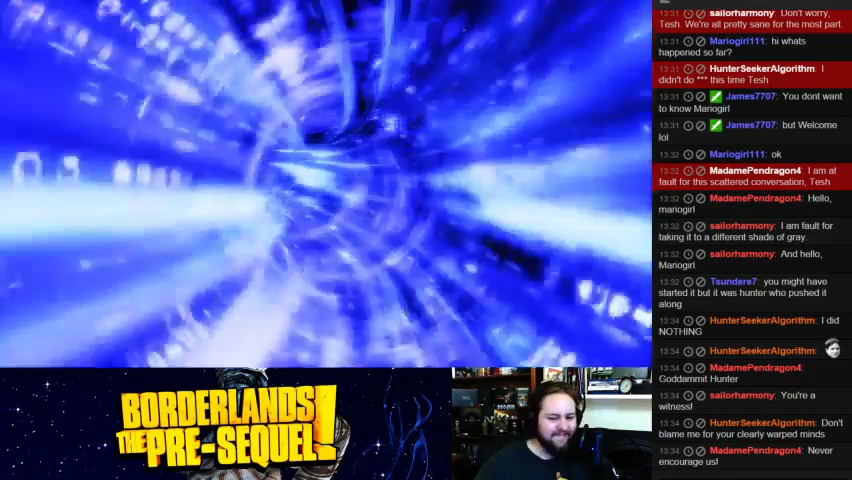 13:31 sailorharmony: Don't worry,
Tesh. We're all pretty sane for the most part.
13:31 Mariogirl111: hi whats
happened so far?
13:31 HunterSeekerAlgorithm: I
didn't do *** this time Tesh
13:31 James7707: You dont want
to know Mariogirl
13:31 James7707: but Welcome
lol
13:32 Mariogirl111: ok
13:32 MadamePendragon4: I am at
fault for this scattered conversation, Tesh
13:32 MadamePendragon4: Hello,
mariogirl
13:32 sailorharmony: I am fault for
taking it to a different shade of gray.
13:32 sailorharmony: And hello,
Mariogirl
13:32 Tsundere7: you might have
started it but it was hunter who pushed it
along
13:34 HunterSeekerAlgorithm: I did
NOTHING
13:34 HunterSeekerAlgorithm:
13:34 MadamePendragon4:
Goddammit Hunter
13:34 sailorharmony: You're a
witness!
13:34 HunterSeekerAlgorithm: Don't
blame me for your clearly warped minds
13:34 MadamePendragon4: Never
encourage us!
BORDERLANDS
THE PRE-SEQUEL!